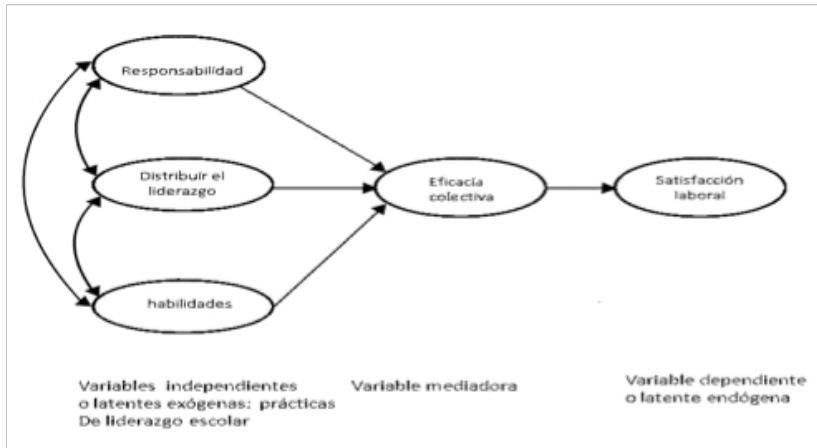 Responsabilidad
Distribuir el
liderazgo
habilidades
Eficacia
colectiva
Satisfacción
laboral
Variables independientes
o latentes exógenas: prácticas
De liderazgo escolar
Variable mediadora
Variable dependiente
o latente endógena